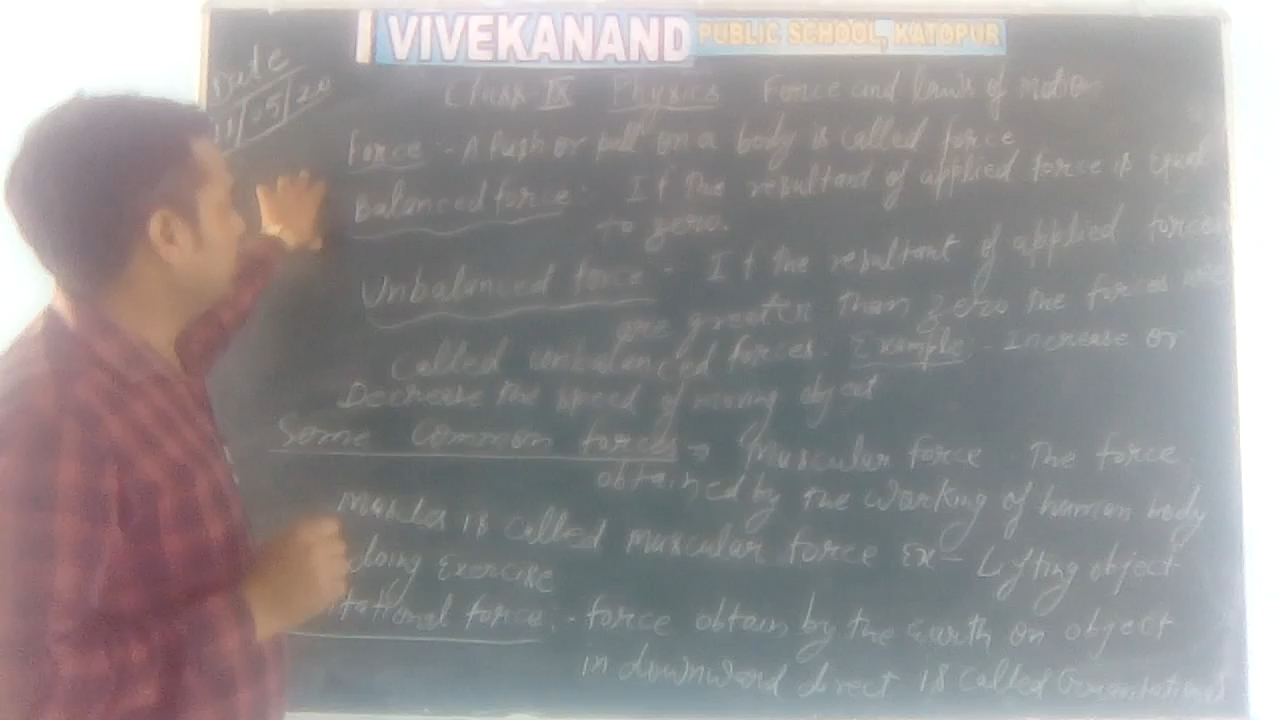 VIVEKANAND PUBLIC SCHOOL, KATOPUR
Date
11/05/20
Class IX Physics Force and laws of motion
Force :- A Push or pull on a body is called force
Balanced force :- If the resultant of applied force is equal
to zero.
Unbalanced force :- If the resultant of applied forces
are greater than zero the forces are
called unbalanced forces. Example :- Increase or
Decrease the speed of moving object
Some Common forces → Muscular force The force
obtained by the working of human body
is called muscular force Ex - Lifting object
doing Exercise
tational force :- force obtain by the Earth on object
in downward direct is called Gravitational